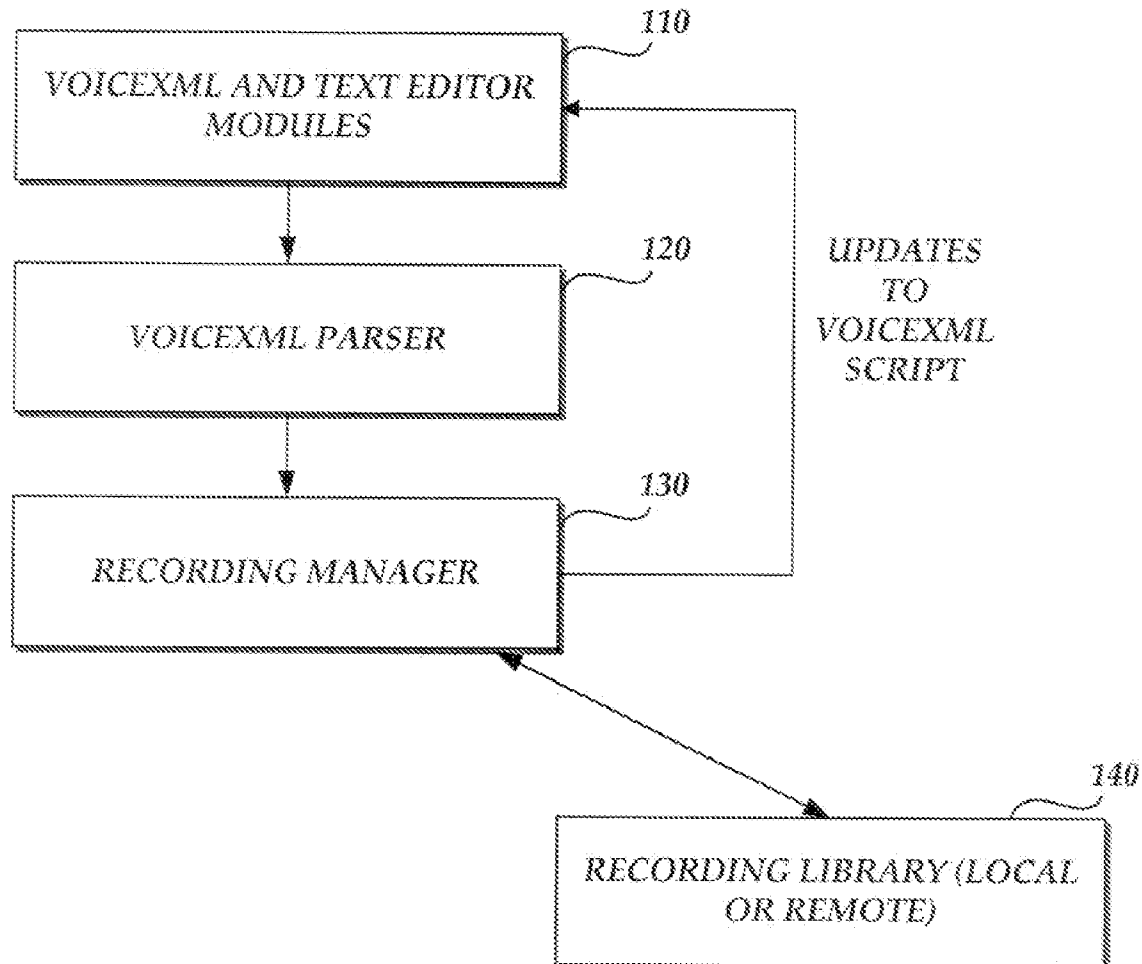 110
VOICEXML AND TEXT EDITOR
MODULES
120
VOICEXML PARSER
UPDATES
TO
VOICEXML
SCRIPT
130
RECORDING MANAGER
140
RECORDING LIBRARY (LOCAL
OR REMOTE)